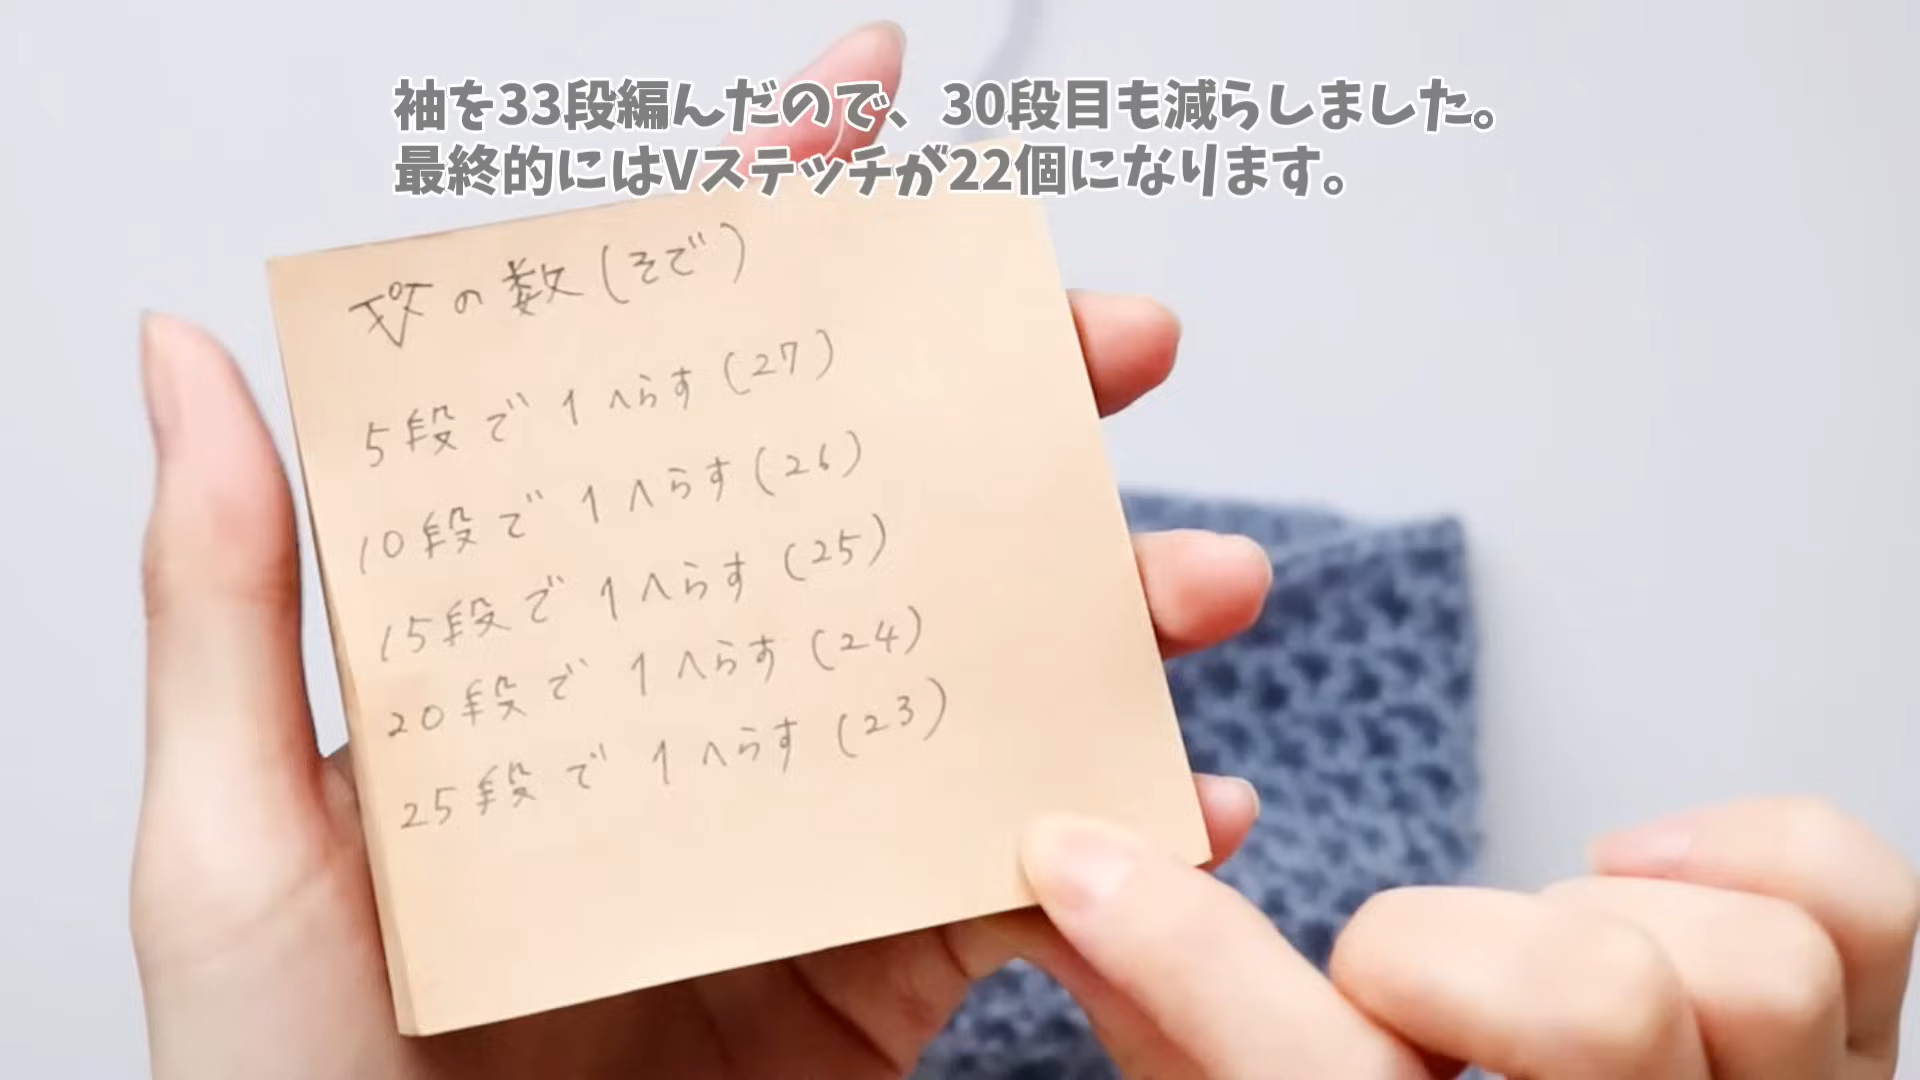 袖を33段編んだので、30段目も減らしました。
最終的にはVステッチが22個になります。
の数(そで)
5段で1へらす(27)
10段で1へらす(26)
15段で1へらす(25)
20段で1へらす(24)
25段で1へらす(23)